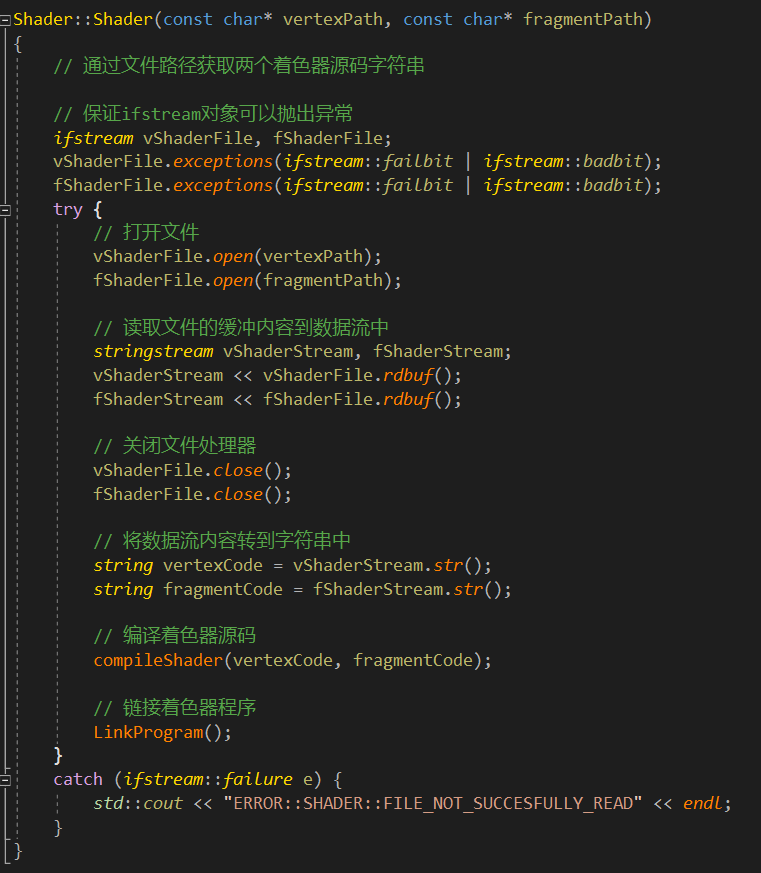 Shader::Shader(const char* vertexPath, const char* fragmentPath)
{
// 通过文件路径获取两个着色器源码字符串
// 保证ifstream对象可以抛出异常
ifstream vShaderFile, fShaderFile;
vShaderFile.exceptions(ifstream::failbit | ifstream::badbit);
fShaderFile.exceptions(ifstream::failbit | ifstream::badbit);
try {
// 打开文件
vShaderFile.open(vertexPath);
fShaderFile.open(fragmentPath);
// 读取文件的缓冲内容到数据流中
stringstream vShaderStream, fShaderStream;
vShaderStream << vShaderFile.rdbuf();
fShaderStream << fShaderFile.rdbuf();
// 关闭文件处理器
vShaderFile.close();
fShaderFile.close();
// 将数据流内容转到字符串中
string vertexCode = vShaderStream.str();
string fragmentCode = fShaderStream.str();
// 编译着色器源码
compileShader(vertexCode, fragmentCode);
// 链接着色器程序
LinkProgram();
}
catch (ifstream::failure e) {
std::cout << "ERROR::SHADER::FILE_NOT_SUCCESFULLY_READ" << endl;
}
}